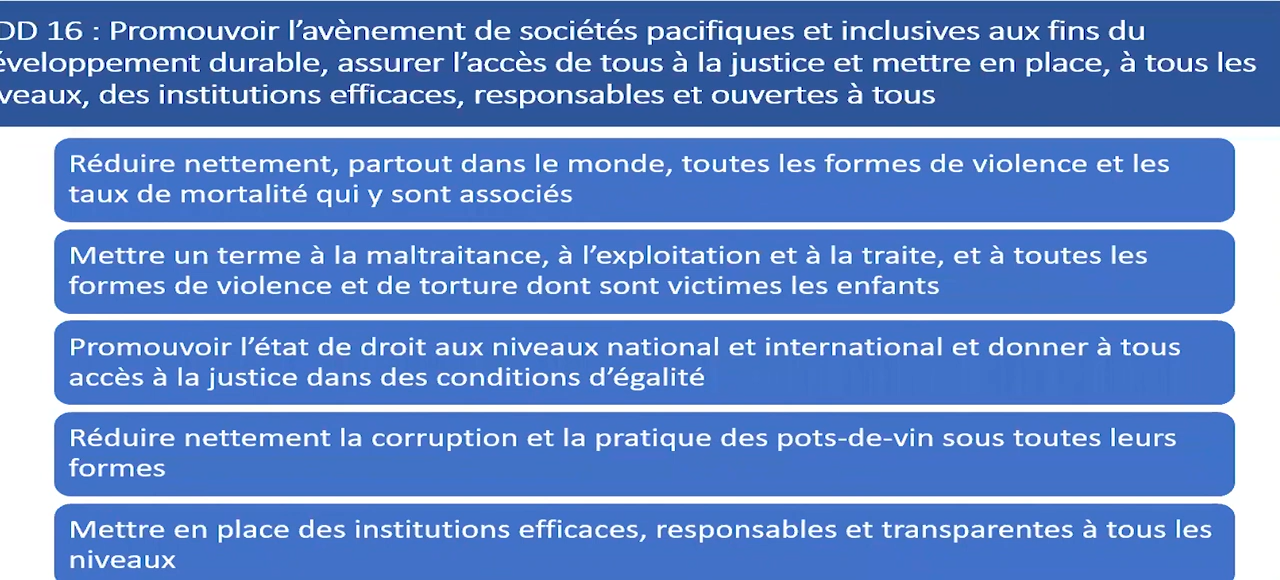 DD 16 : Promouvoir l’avènement de sociétés pacifiques et inclusives aux fins du
éveloppement durable, assurer l’accès de tous à la justice et mettre en place, à tous les
veaux, des institutions efficaces, responsables et ouvertes à tous
Réduire nettement, partout dans le monde, toutes les formes de violence et les
taux de mortalité qui y sont associés
Mettre un terme à la maltraitance, à l’exploitation et à la traite, et à toutes les
formes de violence et de torture dont sont victimes les enfants
Promouvoir l’état de droit aux niveaux national et international et donner à tous
accès à la justice dans des conditions d’égalité
Réduire nettement la corruption et la pratique des pots-de-vin sous toutes leurs
formes
Mettre en place des institutions efficaces, responsables et transparentes à tous les
niveaux